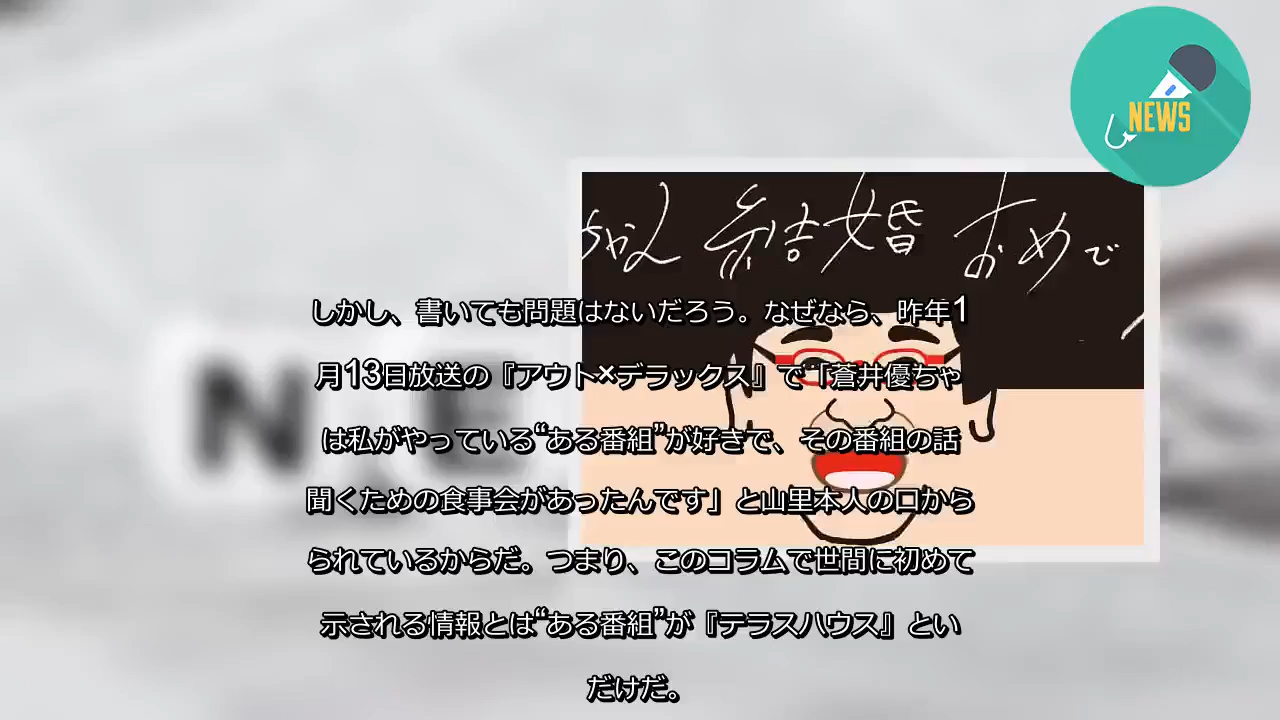 NEWS
ちゃん 結婚 おめで
しかし、書いても問題はないだろう。なぜなら、昨年1
月13日放送の『アウト×デラックス』で「蒼井優ちゃ
は私がやっている“ある番組”が好きで、その番組の話
聞くための食事会があったんです」と山里本人の口から
られているからだ。つまり、このコラムで世間に初めて
示される情報とは“ある番組”が『テラスハウス』とい
だけだ。
N E